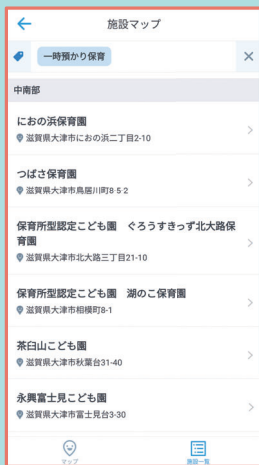 施設マップ
一時預かり保育
中南部
におの浜保育園
滋賀県大津市におの浜二丁目2-10
つばさ保育園
滋賀県大津市鳥居川町8-5-2
保育所型認定こども園　ぐろうすきっず北大路保
育園
滋賀県大津市北大路三丁目21-10
保育所型認定こども園　湖のこ保育園
滋賀県大津市相模町8-1
茶臼山こども園
滋賀県大津市秋葉台31-40
永興富士見こども園
滋賀県大津市富士見台3-30
マップ
施設一覧